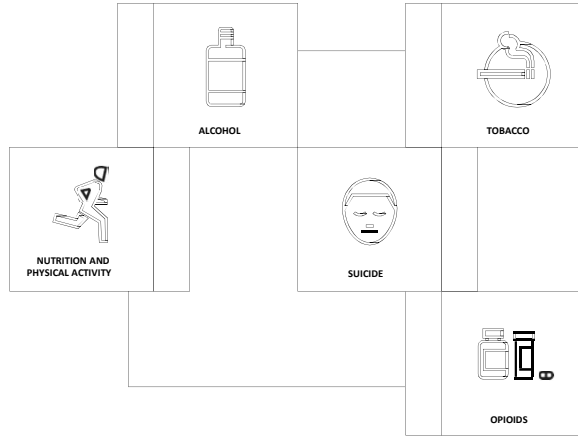 ALCOHOL
TOBACCO
NUTRITION AND
PHYSICAL ACTIVITY
SUICIDE
OPIOIDS